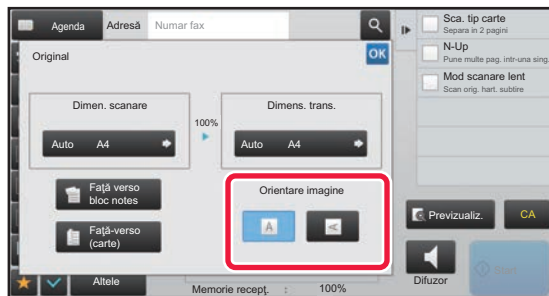 Agenda
Adresă
Numar fax
Sca. tip carte
Separa in 2 pagini
N-Up
Pune multe pag. intr-una sing.
Mod scanare lent
Scan orig. hart. subtire
Original
OK
Dimen. scanare
100%
Dimens. trans.
Auto A4
Auto A4
Faţă verso
bloc notes
Orientare imagine
A
A
Faţă-verso
(carte)
Previzualiz.
CA
Altele
Memorie recepţ. : 100%
Difuzor
Start